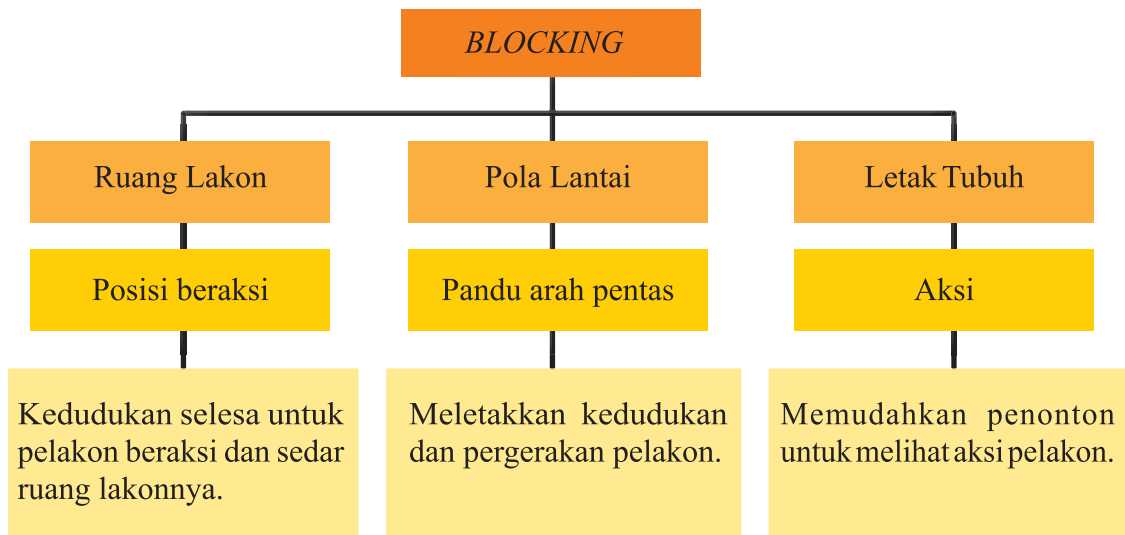 BLOCKING
Ruang Lakon
Pola Lantai
Letak Tubuh
Posisi beraksi
Pandu arah pentas
Aksi
Kedudukan selesa untuk
pelakon beraksi dan sedar
ruang lakonnya.
Meletakkan kedudukan
dan pergerakan pelakon.
Memudahkan penonton
untuk melihat aksi pelakon.